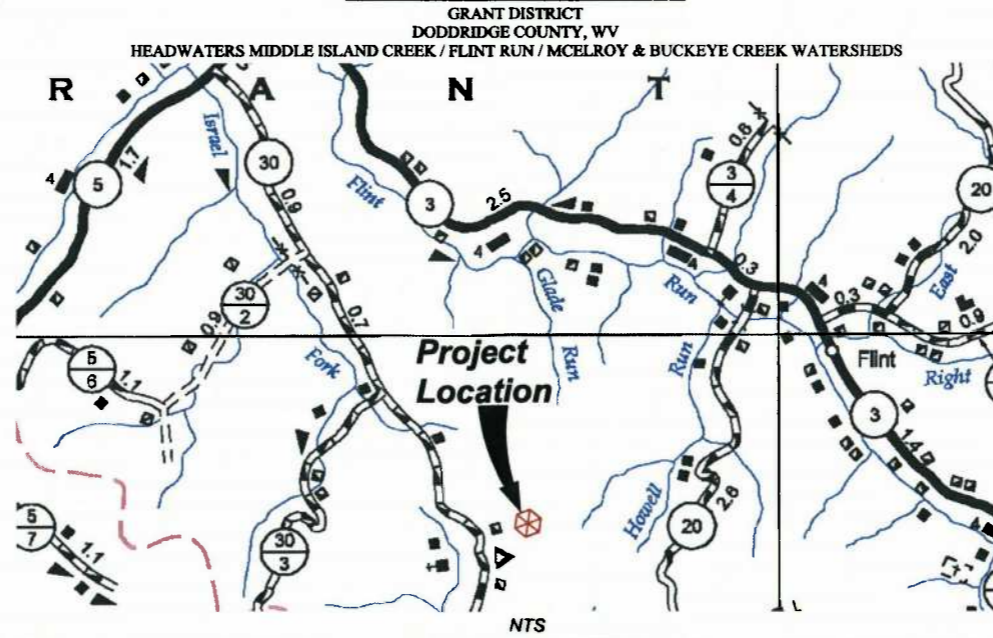 GRANT DISTRICT
DODDRIDGE COUNTY, WV
HEADWATERS MIDDLE ISLAND CREEK / FLINT RUN / MCELROY & BUCKEYE CREEK WATERSHEDS
R A N T
Israel
0.6
4
5
1.7
30
3
4
20
Flint
0.9
3
2.5
4
A
0.3
2.0
Glade
Run
East
30
2
0.9
0.7
A
0.3
0.9
5
6
1.1
Fork
Project
Location
Run
Run
Flint
Right
3
1.4
Howell
20
2.6
A
5
7
1.1
30
3
NTS